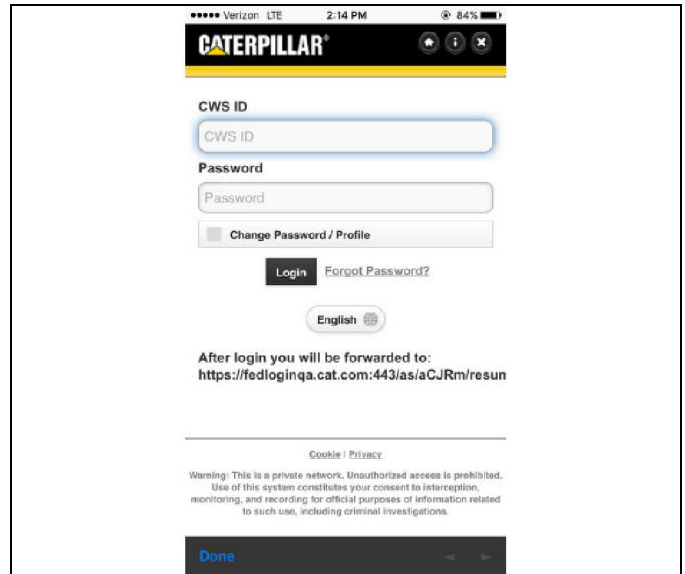 Verizon LTE 2:14 PM 84%
CATERPILLAR®
CWS ID
CWS ID
Password
Password
Change Password / Profile
Login Forgot Password?
English
After login you will be forwarded to:
https://fedloginqa.cat.com:443/as/aCJRm/resum
Cookie | Privacy
Warning: This is a private network. Unauthorized access is prohibited.
Use of this system constitutes your consent to interception,
monitoring, and recording for official purposes of information related
to such use, including criminal investigations.
Done